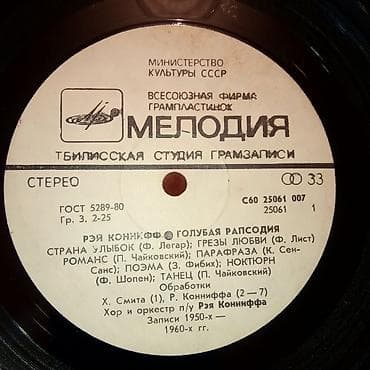 МИНИСТЕРСТВО
КУЛЬТУРЫ СССР
ВСЕСОЮЗНАЯ ФИРМА
ГРАМПЛАСТИНОК
МЕЛОДИЯ
ТБИЛИССКАЯ СТУДИЯ ГРАМЗАПИСИ
СТЕРЕО 33
ГОСТ 5289-80 С60 25061 007
Гр. 3. 2-25 25061 1
РЭЙ КОННИФФ ГОЛУБАЯ РАПСОДИЯ
СТРАНА УЛЫБОК (Ф. Легар); ГРЕЗЫ ЛЮБВИ (Ф. Лист)
РОМАНС (П. Чайковский); ПАРАФРАЗА (К. Сен-
Санс); ПОЭМА (З. Фибих); НОКТЮРН
(Ф. Шопен); ТАНЕЦ (П. Чайковский)
Обработки
Х. Смита (1), Р. Конниффа (2—7)
Хор и оркестр п/у Рэя Конниффа
Записи 1950-х —
1960-х гг.